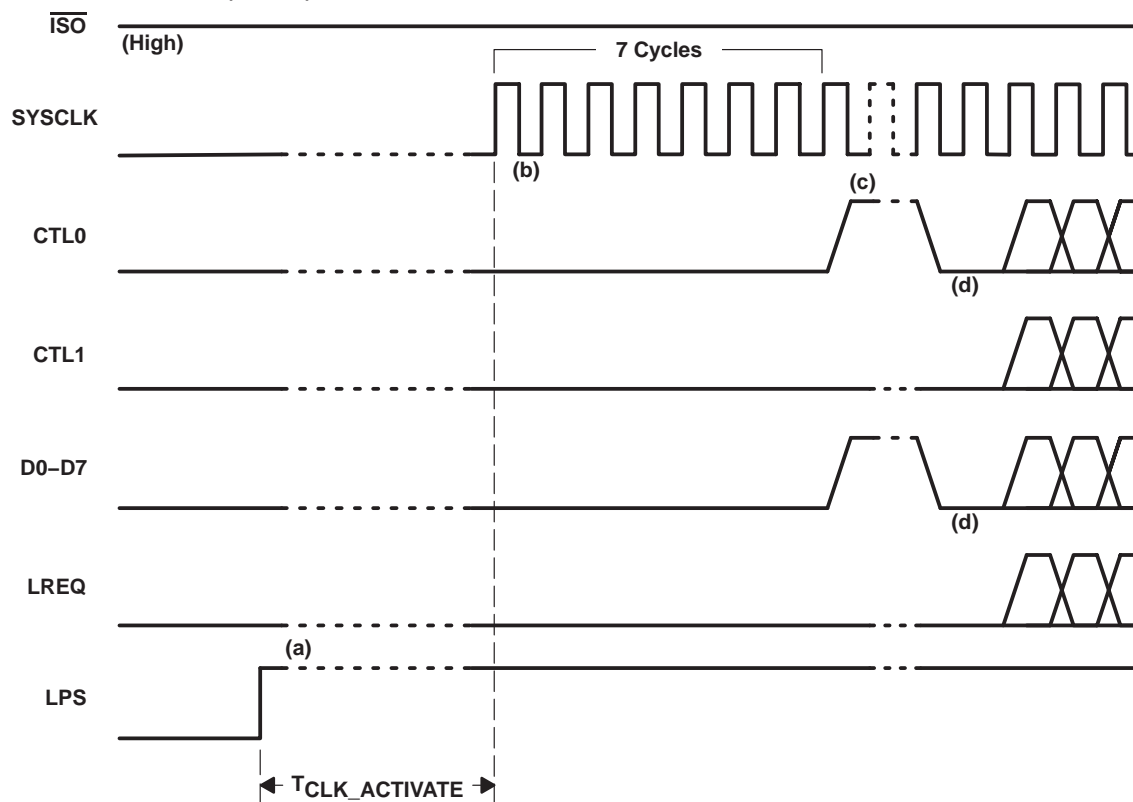 ISO
(High)
7 Cycles
SYSCLK
(b)
(c)
CTL0
(d)
CTL1
D0–D7
(d)
LREQ
(a)
LPS
TCLK_ACTIVATE